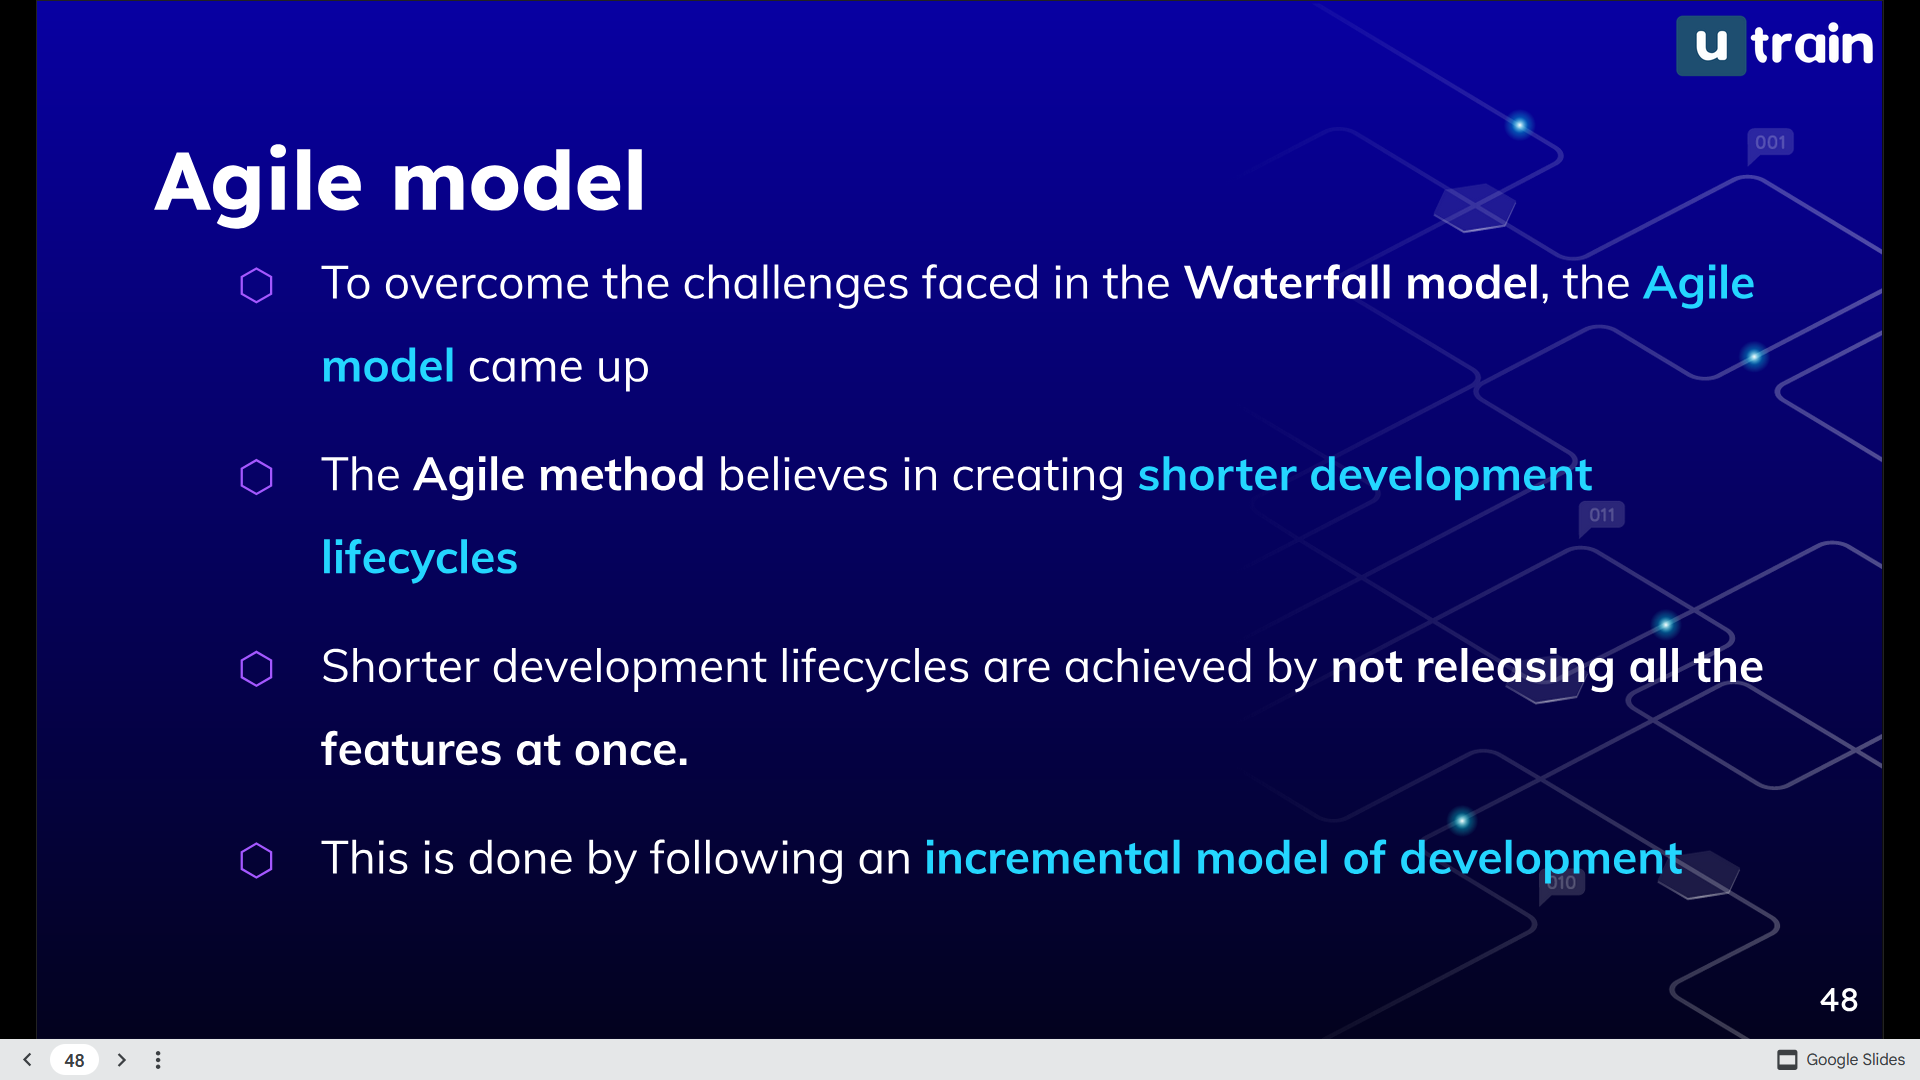 u train
001
Agile model
To overcome the challenges faced in the Waterfall model, the Agile
model came up
The Agile method believes in creating shorter development
lifecycles
011
Shorter development lifecycles are achieved by not releasing all the
features at once.
This is done by following an incremental model of development
010
48
48
Google Slides